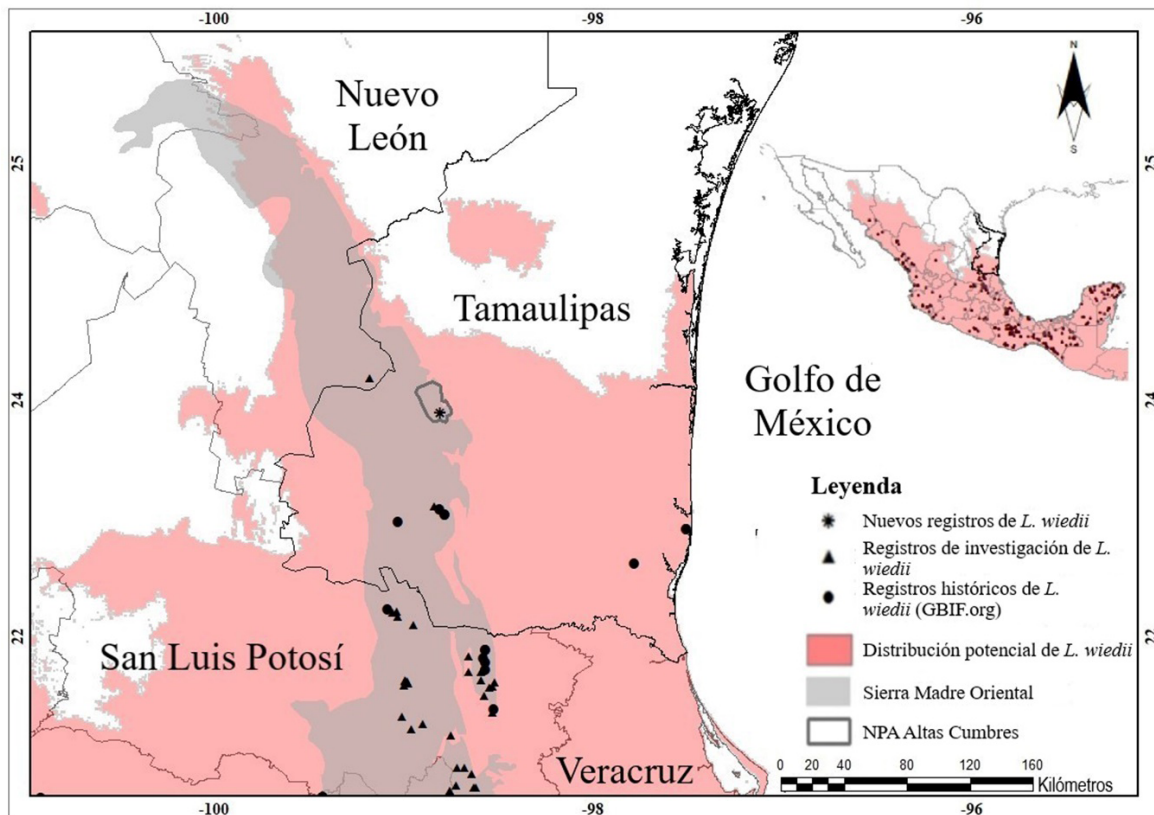 -100
-98
-96
N
S
25
25
Nuevo
León
Tamaulipas
Golfo de
México
24
24
Leyenda
Nuevos registros de L. wiedii
Registros de investigación de L.
wiedii
Registros históricos de L.
wiedii (GBIF.org)
Distribución potencial de L. wiedii
Sierra Madre Oriental
NPA Altas Cumbres
22
22
San Luis Potosí
Veracruz
0 20 40 80 120 160
Kilómetros
-100
-98
-96